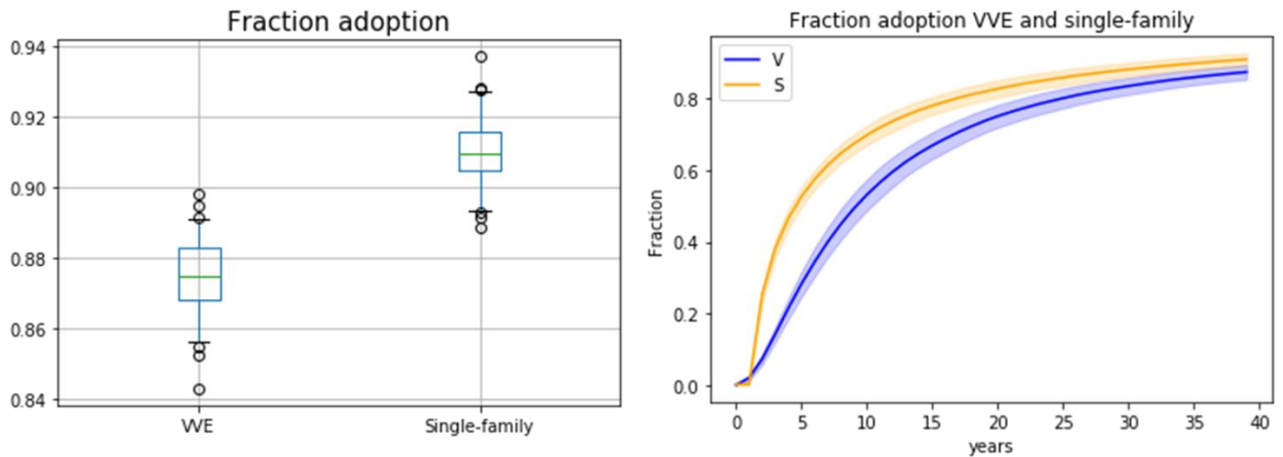 Fraction adoption
0.94
0.92
0.90
0.88
0.86
0.84
VVE
Single-family
Fraction adoption VVE and single-family
V
S
Fraction
0.8
0.6
0.4
0.2
0.0
0 5 10 15 20 25 30 35 40
years